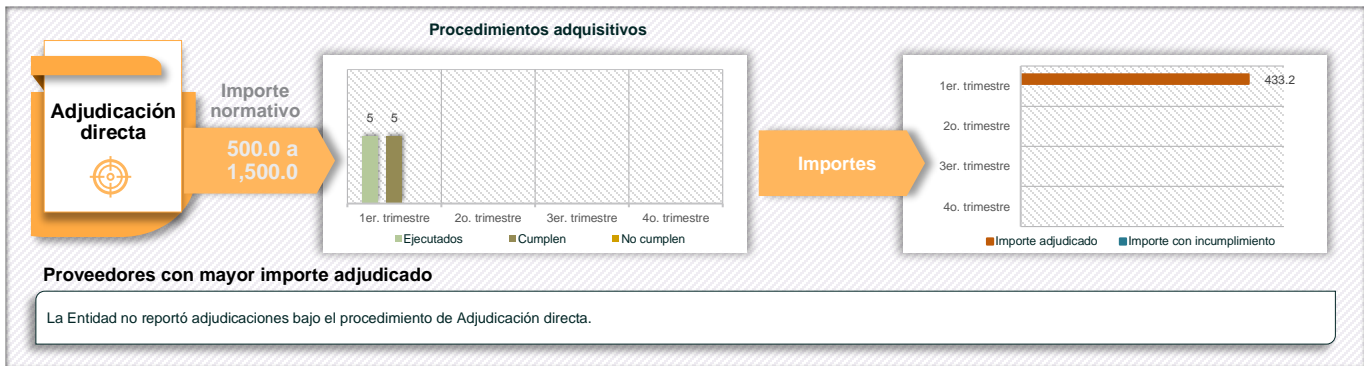 Procedimientos adquisitivos
Adjudicación
directa
Importe
normativo
500.0 a
1,500.0
5 5
1er. trimestre 2o. trimestre 3er. trimestre 4o. trimestre
Ejecutados Cumplen No cumplen
Importes
1er. trimestre 433.2
2o. trimestre
3er. trimestre
4o. trimestre
Importe adjudicado Importe con incumplimiento
Proveedores con mayor importe adjudicado
La Entidad no reportó adjudicaciones bajo el procedimiento de Adjudicación directa.